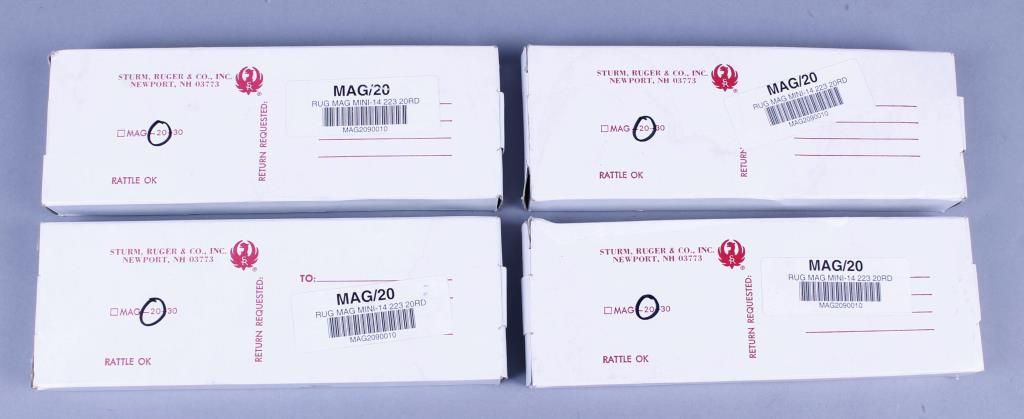 STURM, RUGER & CO., INC.
NEWPORT, NH 03773
®
☐ MAG-20-30
RATTLE OK
RETURN REQUESTED:
MAG/20
RUG MAG MINI-14 223 20RD
MAG2090010
STURM, RUGER & CO., INC.
NEWPORT, NH 03773
®
☐ MAG-20-30
RATTLE OK
RETURN
MAG/20
RUG MAG MINI-14 223 20RD
MAG2090010
STURM, RUGER & CO., INC.
NEWPORT, NH 03773
®
☐ MAG-20-30
RATTLE OK
RETURN REQUESTED:
TO:
MAG/20
RUG MAG MINI-14 223 20RD
MAG2090010
STURM, RUGER & CO., INC.
NEWPORT, NH 03773
®
☐ MAG-20-30
RATTLE OK
RETURN REQUESTED:
MAG/20
RUG MAG MINI-14 223 20RD
MAG2090010